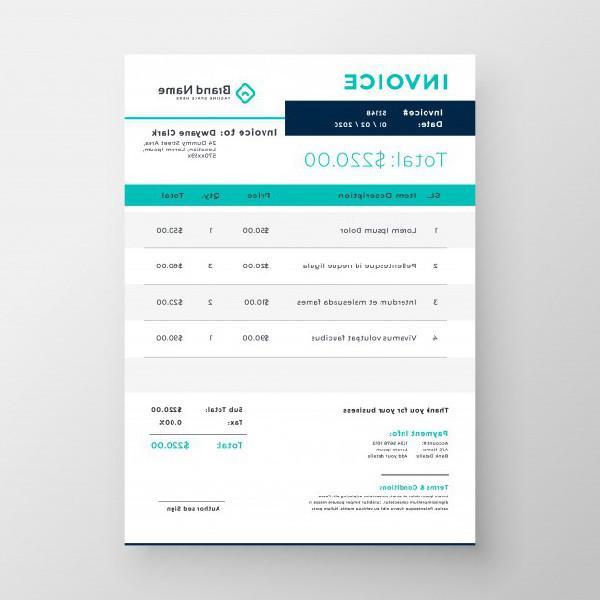 INVOICE
Brand Name
TAGLINE SPACE HERE
Invoice# 52148
Date: 01 / 02 / 2020
Invoice to: Dwyane Clark
24 Dummy Street Area,
Location, Lorem Ipsum,
570xx59x
Total: $220.00
SL. Item Description Price Qty. Total
1 Lorem Ipsum Dolor $50.00 1 $50.00
2 Pellentesque id neque ligula $20.00 3 $60.00
3 Interdum et malesuada fames $10.00 2 $20.00
4 Vivamus volutpat faucibus $90.00 1 $90.00
Thank you for your business
Sub Total: $220.00
Tax: 0.00%
Total: $220.00
Payment Info:
Account #: 1234 5678 9012
A/C Name: Lorem Ipsum
Bank Details: Add your details
Terms & Conditions:
Authorised Sign